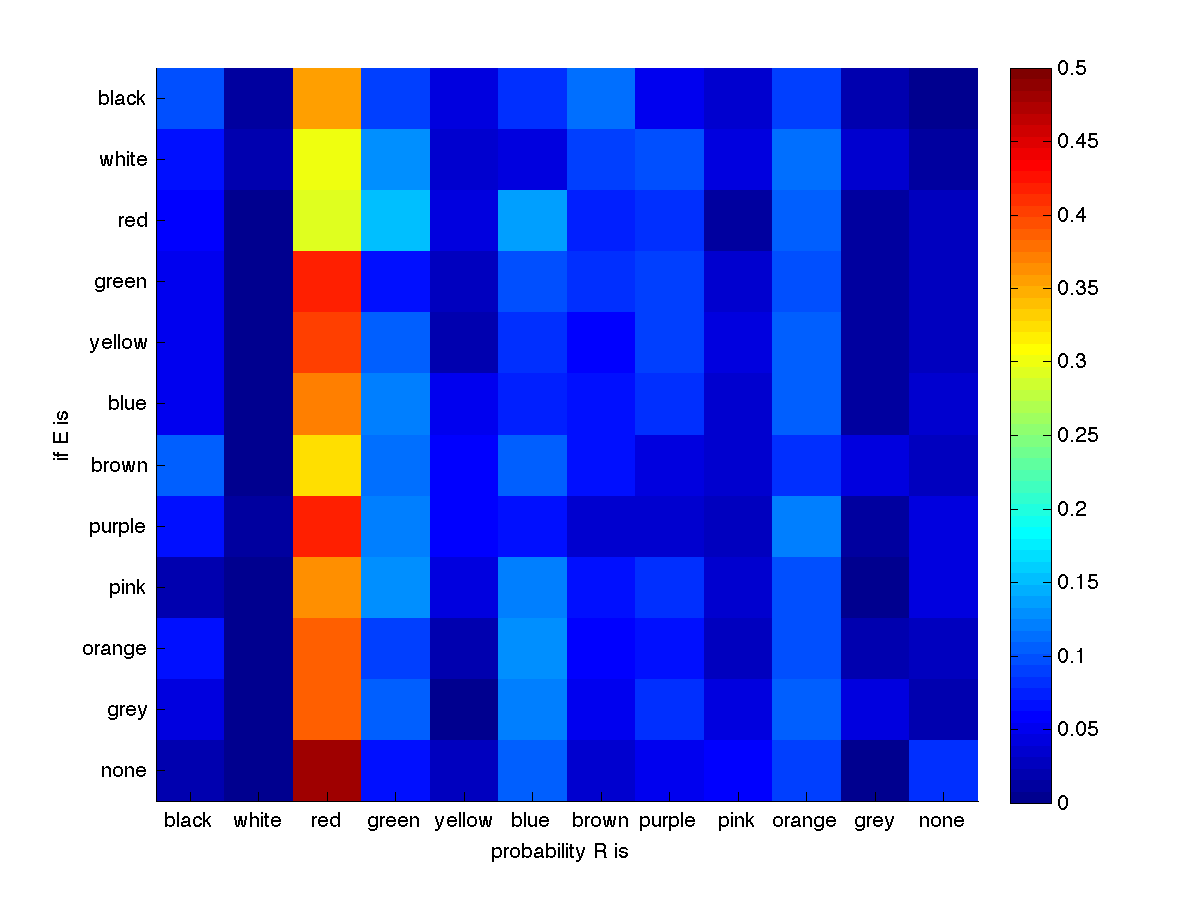 black
white
red
green
yellow
blue
brown
purple
pink
orange
grey
none
if E is
black white red green yellow blue brown purple pink orange grey none
probability R is
0.5
0.45
0.4
0.35
0.3
0.25
0.2
0.15
0.1
0.05
0